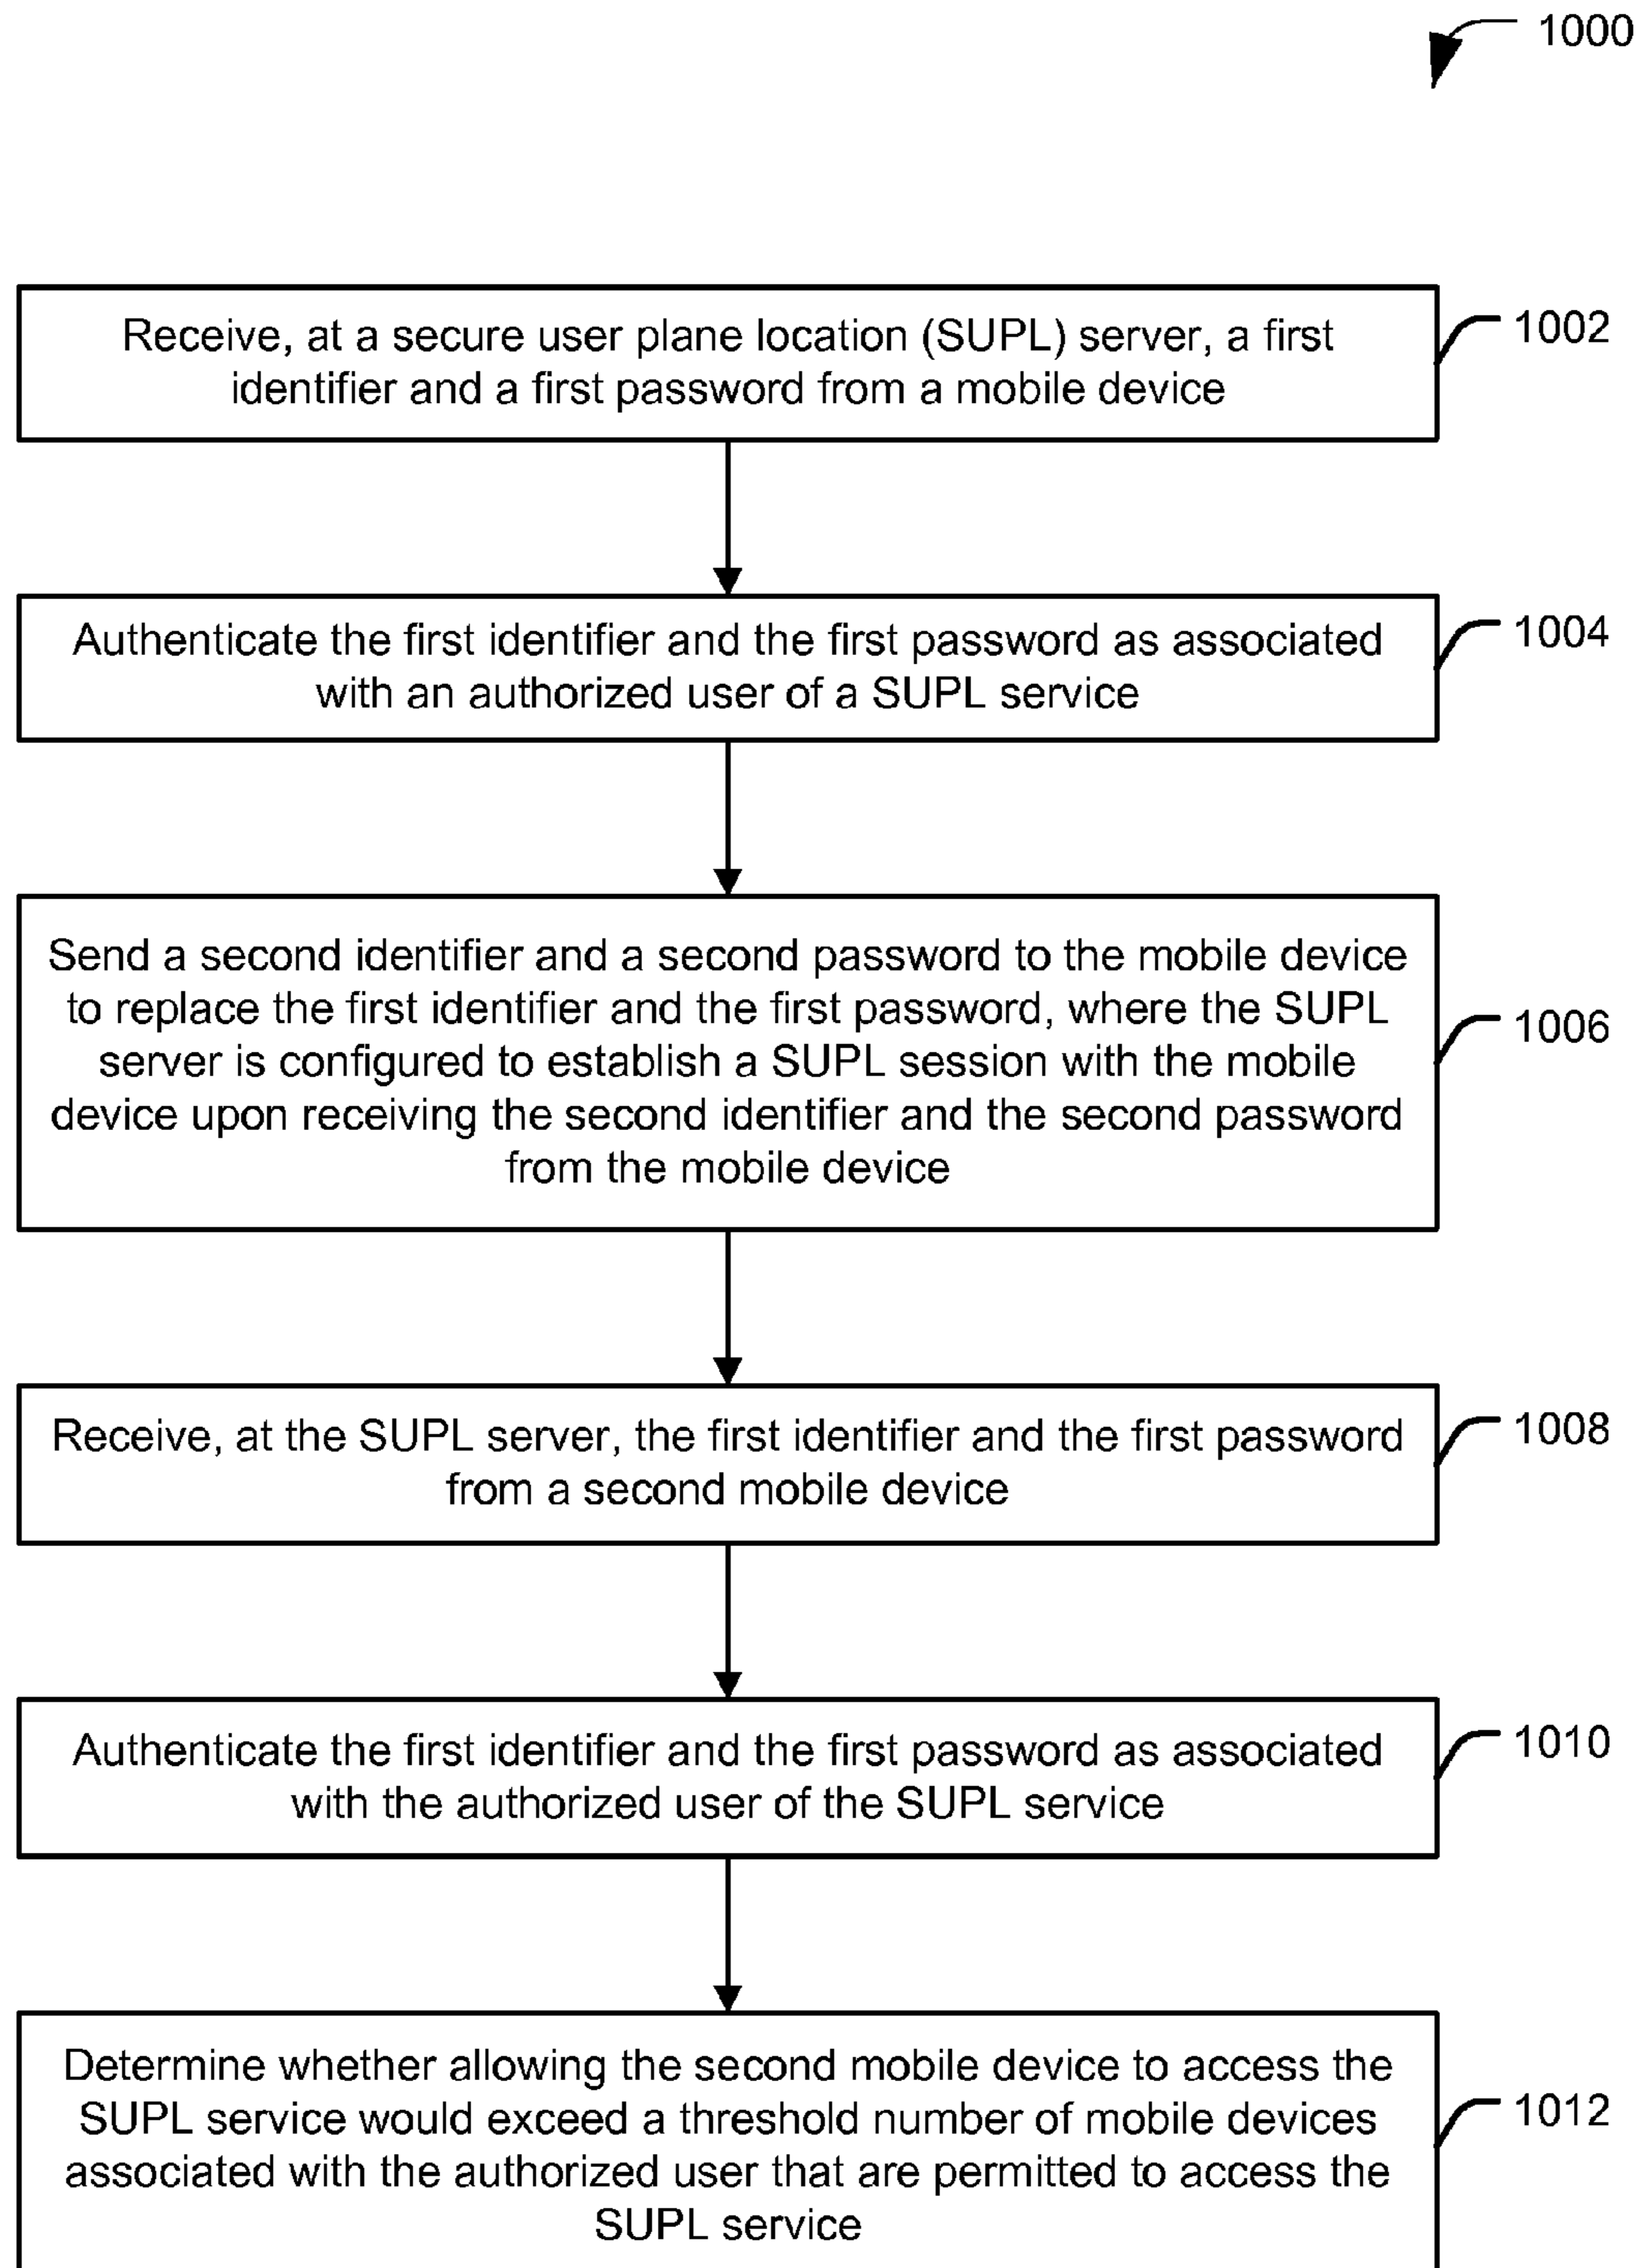 1000
Receive, at a secure user plane location (SUPL) server, a first
identifier and a first password from a mobile device
1002
Authenticate the first identifier and the first password as associated
with an authorized user of a SUPL service
1004
Send a second identifier and a second password to the mobile device
to replace the first identifier and the first password, where the SUPL
server is configured to establish a SUPL session with the mobile
device upon receiving the second identifier and the second password
from the mobile device
1006
Receive, at the SUPL server, the first identifier and the first password
from a second mobile device
1008
Authenticate the first identifier and the first password as associated
with the authorized user of the SUPL service
1010
Determine whether allowing the second mobile device to access the
SUPL service would exceed a threshold number of mobile devices
associated with the authorized user that are permitted to access the
SUPL service
1012